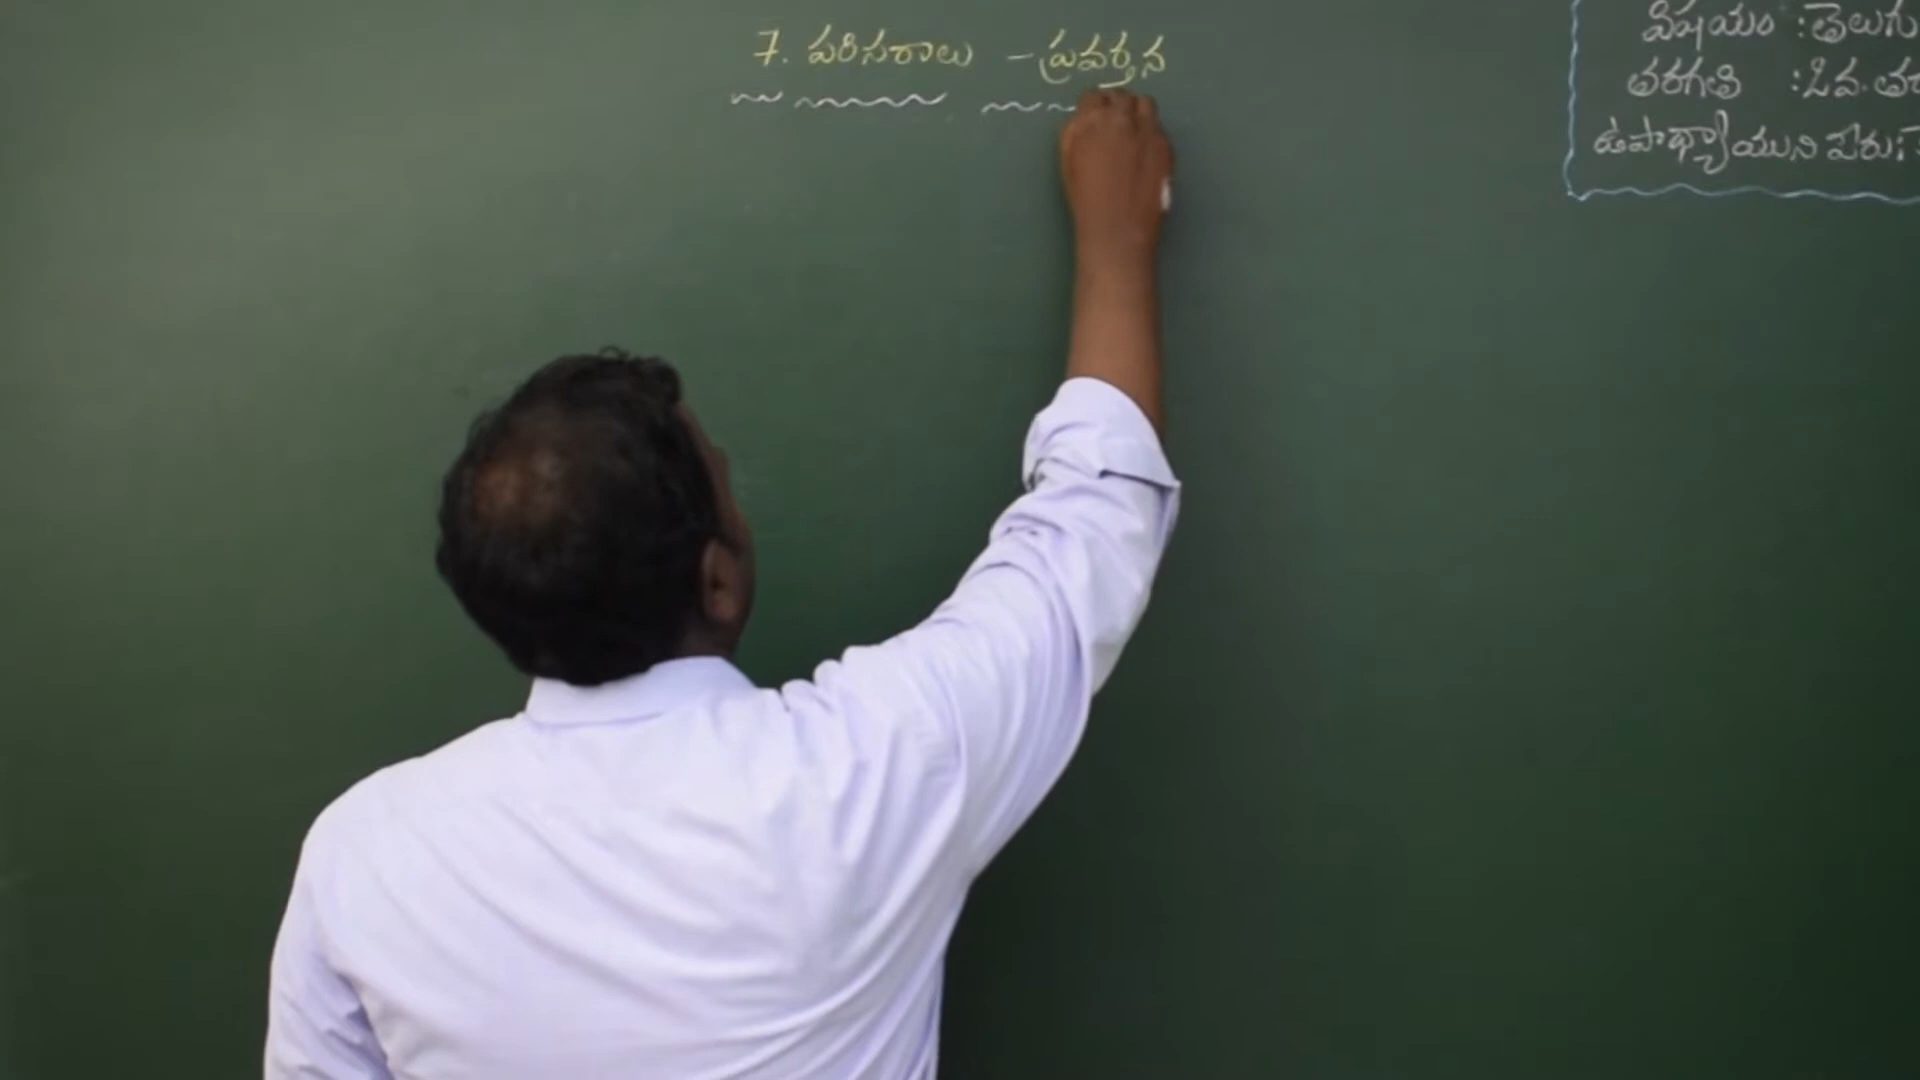 7. పరిసరాలు - ప్రవర్తన
విషయం : తెలుగు
తరగతి :
ఉపాధ్యాయుని పేరు :